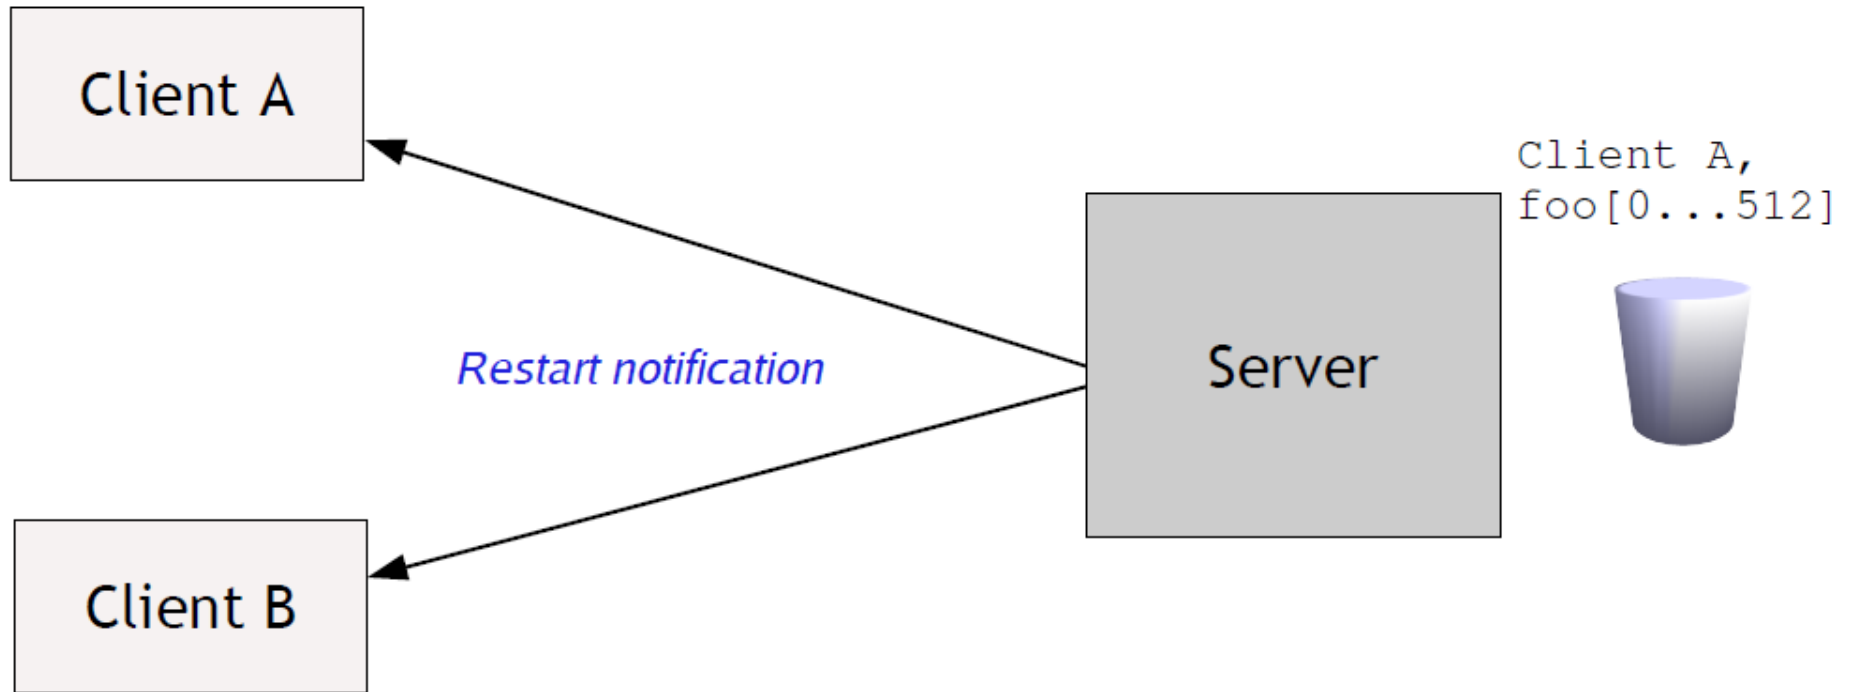 Client A
Client A,
foo[0...512]
Restart notification
Server
Client B